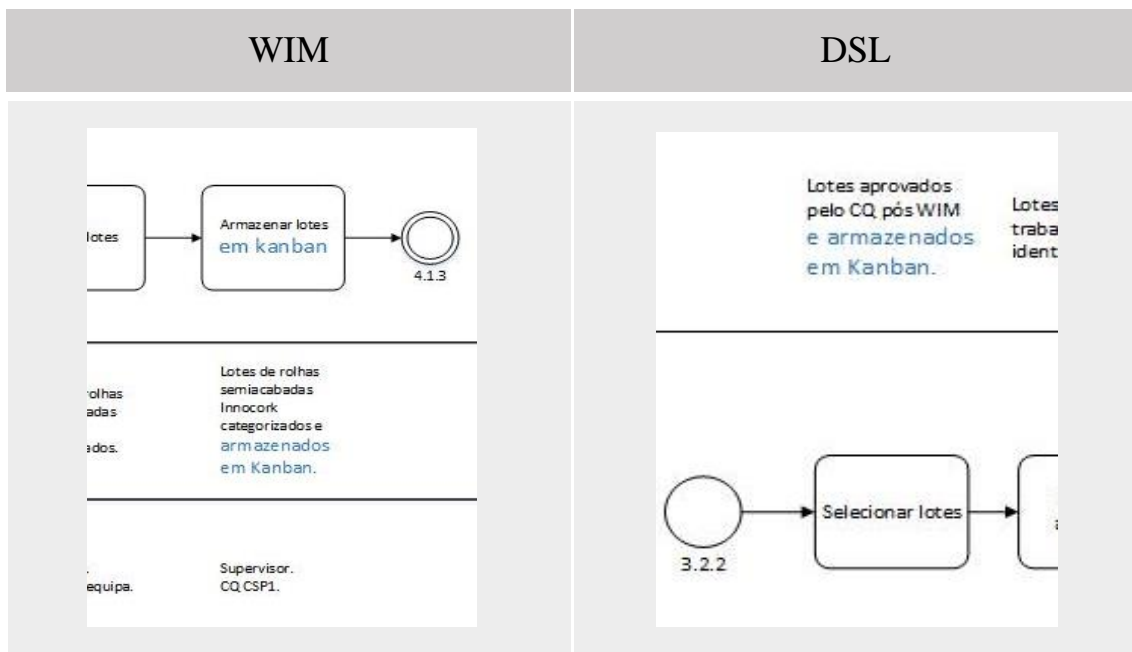 WIM
DSL
lotes
Armazenar lotes
em kanban
4.1.3
rolhas
adas
ados.
Lotes de rolhas
semiacabadas
Innocork
categorizados e
armazenados
em Kanban.
.
equipa.
Supervisor.
CQ CSP1.
Lotes aprovados
pelo CQ pós WIM
e armazenados
em Kanban.
Lotes
traba
ident
3.2.2
Selecionar lotes